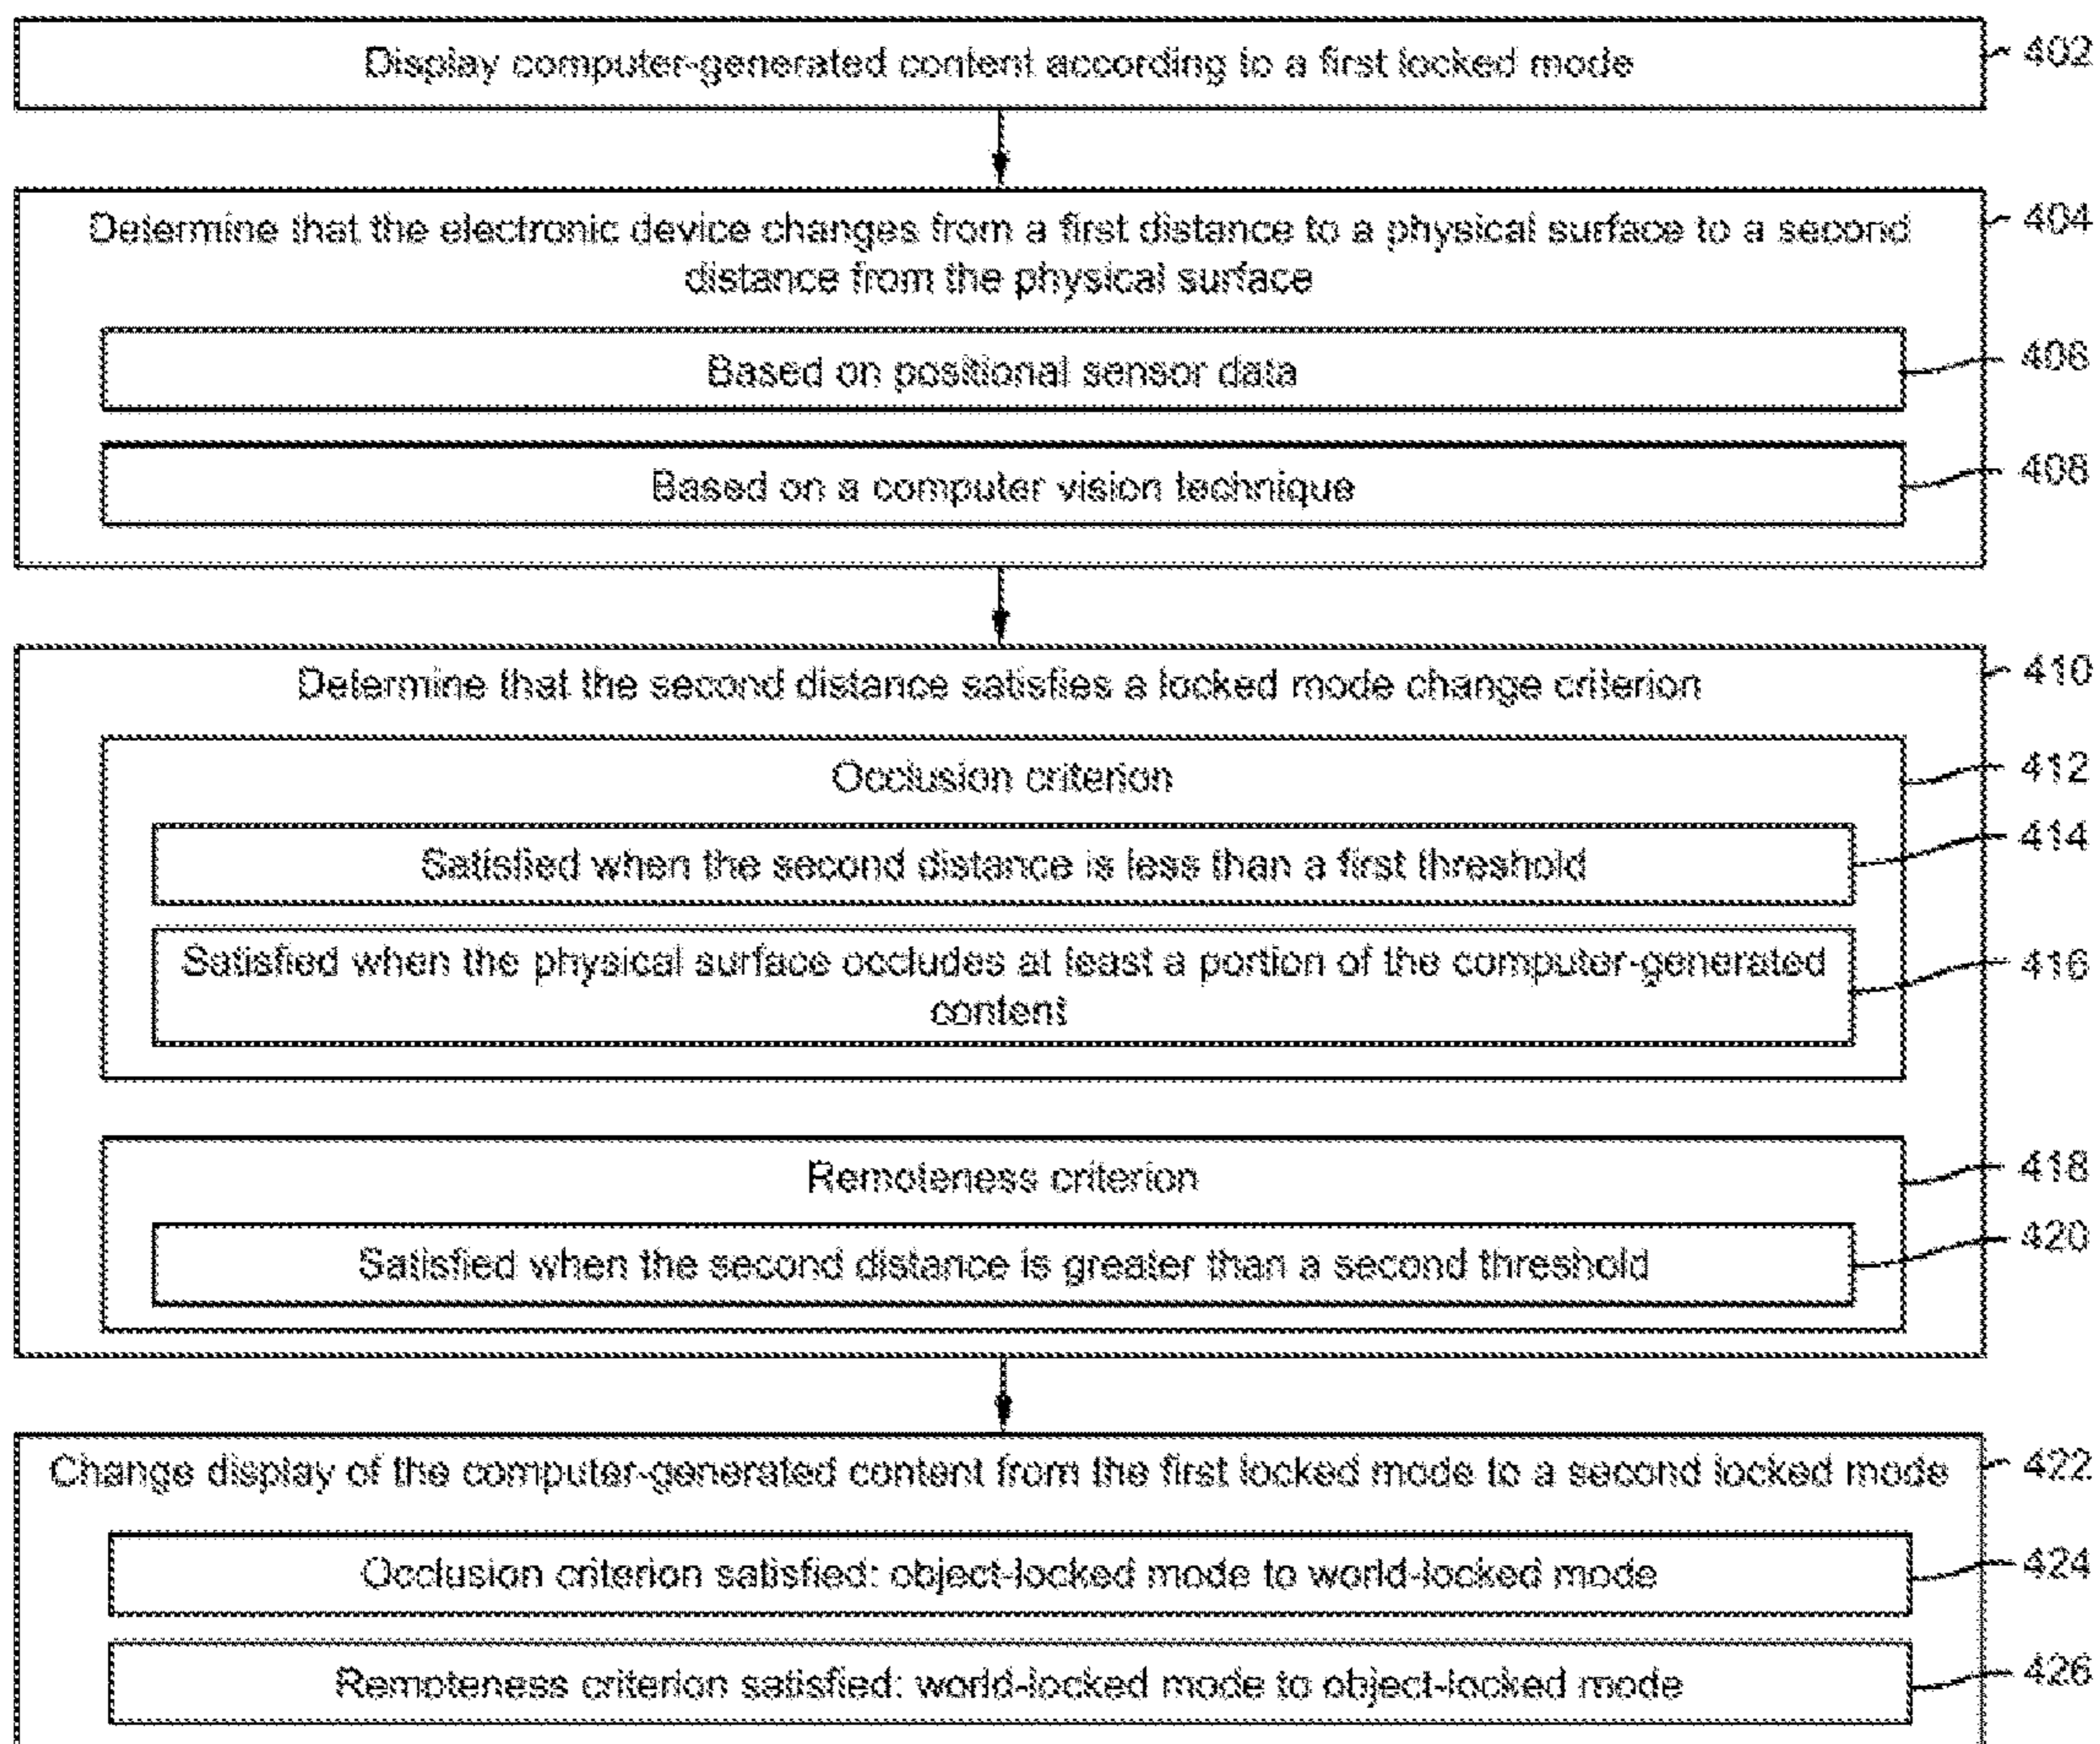 Display computer-generated content according to a first locked mode
402
Determine that the electronic device changes from a first distance to a physical surface to a second
distance from the physical surface
404
Based on positional sensor data
406
Based on a computer vision technique
408
Determine that the second distance satisfies a locked mode change criterion
410
Occlusion criterion
412
Satisfied when the second distance is less than a first threshold
414
Satisfied when the physical surface occludes at least a portion of the computer-generated
content
416
Remoteness criterion
418
Satisfied when the second distance is greater than a second threshold
420
Change display of the computer-generated content from the first locked mode to a second locked mode
422
Occlusion criterion satisfied: object-locked mode to world-locked mode
424
Remoteness criterion satisfied: world-locked mode to object-locked mode
426